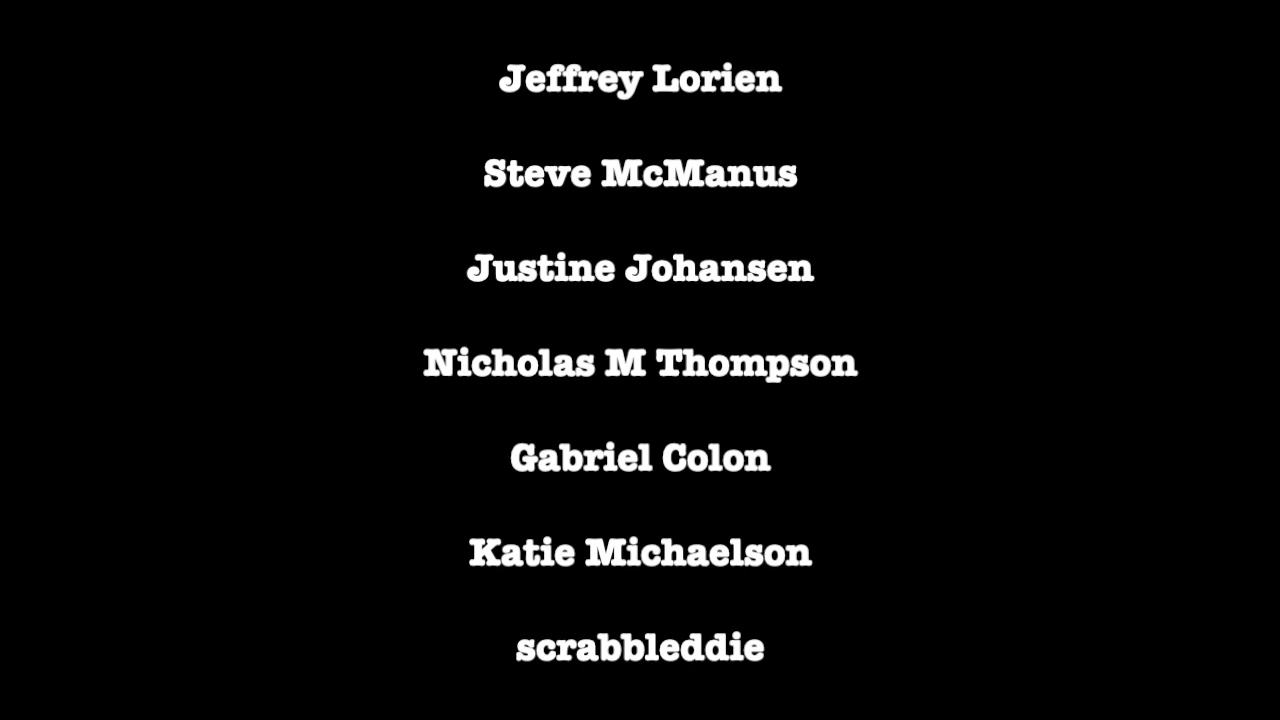 Jeffrey Lorien
Steve McManus
Justine Johansen
Nicholas M Thompson
Gabriel Colon
Katie Michaelson
scrabbleddie